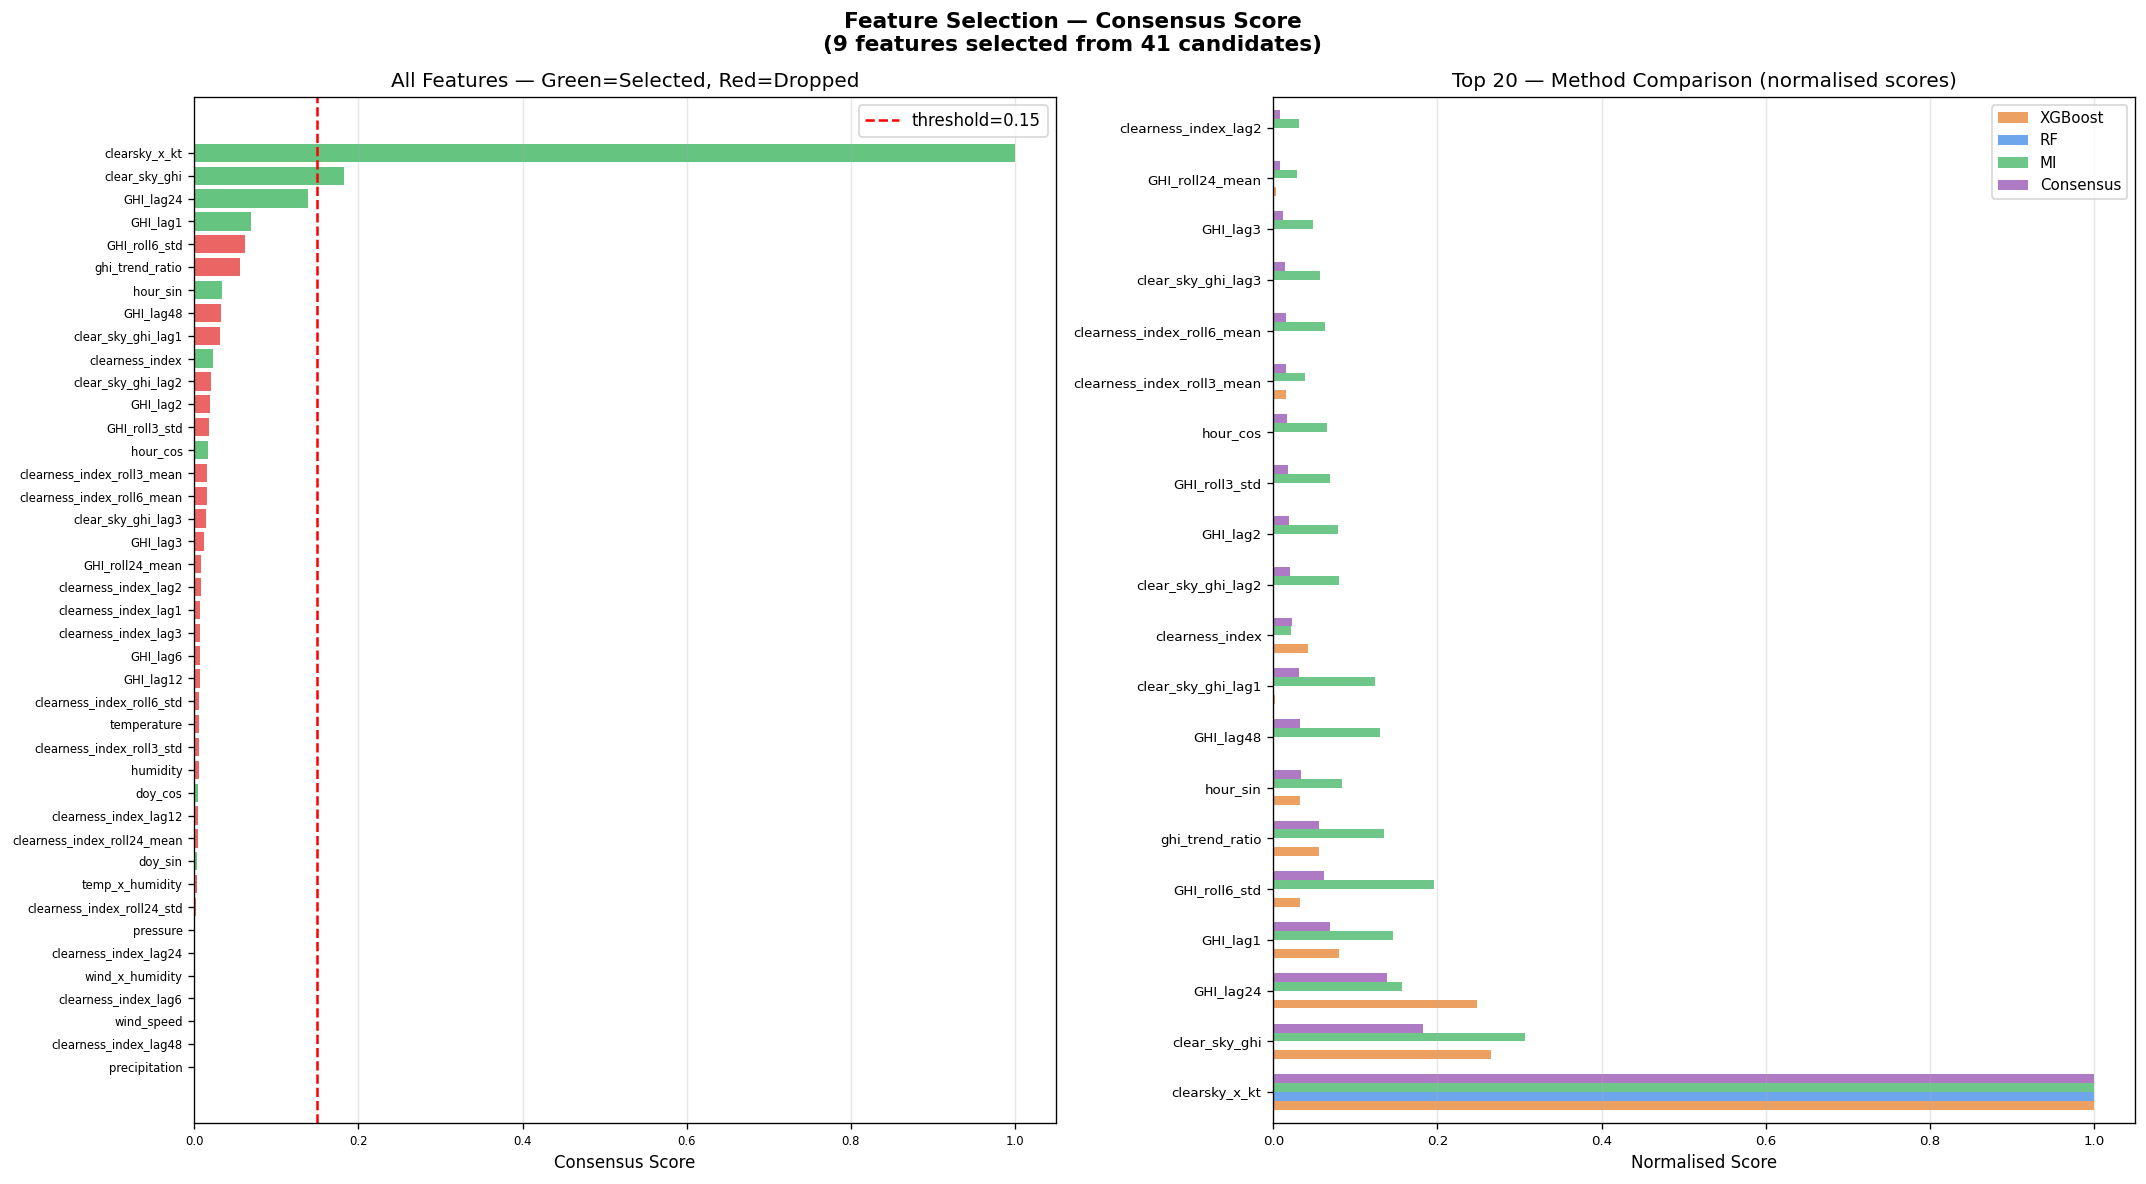 Feature Selection — Consensus Score
(9 features selected from 41 candidates)
All Features — Green=Selected, Red=Dropped
threshold=0.15
clearsky_x_kt
clear_sky_ghi
GHI_lag24
GHI_lag1
GHI_roll6_std
ghi_trend_ratio
hour_sin
GHI_lag48
clear_sky_ghi_lag1
clearness_index
clear_sky_ghi_lag2
GHI_lag2
GHI_roll3_std
hour_cos
clearness_index_roll3_mean
clearness_index_roll6_mean
clear_sky_ghi_lag3
GHI_lag3
GHI_roll24_mean
clearness_index_lag2
clearness_index_lag1
clearness_index_lag3
GHI_lag6
GHI_lag12
clearness_index_roll6_std
temperature
clearness_index_roll3_std
humidity
doy_cos
clearness_index_lag12
clearness_index_roll24_mean
doy_sin
temp_x_humidity
clearness_index_roll24_std
pressure
clearness_index_lag24
wind_x_humidity
clearness_index_lag6
wind_speed
clearness_index_lag48
precipitation
0.0 0.2 0.4 0.6 0.8 1.0
Consensus Score
Top 20 — Method Comparison (normalised scores)
XGBoost
RF
MI
Consensus
clearness_index_lag2
GHI_roll24_mean
GHI_lag3
clear_sky_ghi_lag3
clearness_index_roll6_mean
clearness_index_roll3_mean
hour_cos
GHI_roll3_std
GHI_lag2
clear_sky_ghi_lag2
clearness_index
clear_sky_ghi_lag1
GHI_lag48
hour_sin
ghi_trend_ratio
GHI_roll6_std
GHI_lag1
GHI_lag24
clear_sky_ghi
clearsky_x_kt
0.0 0.2 0.4 0.6 0.8 1.0
Normalised Score